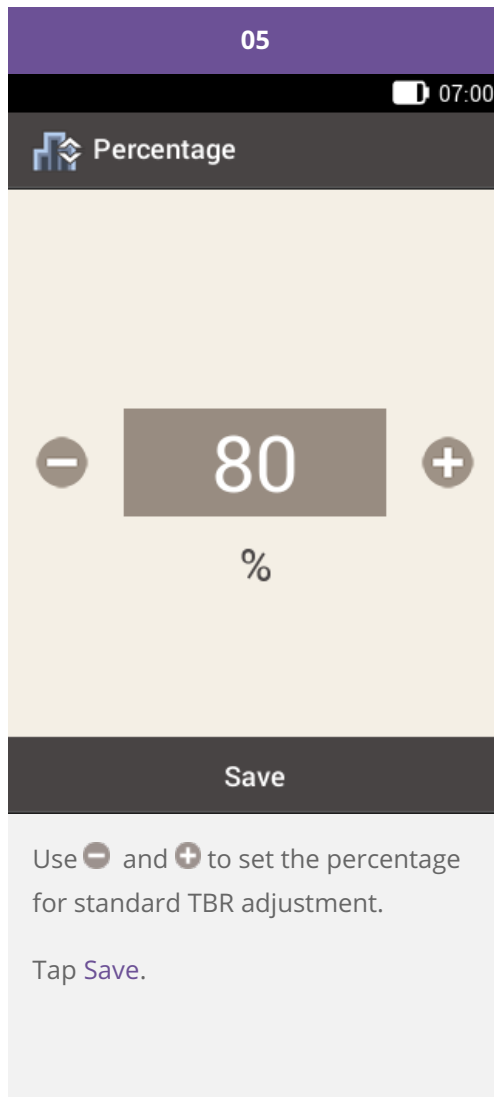 05
07:00
Percentage
80
%
Save
Use and to set the percentage
for standard TBR adjustment.
Tap Save.